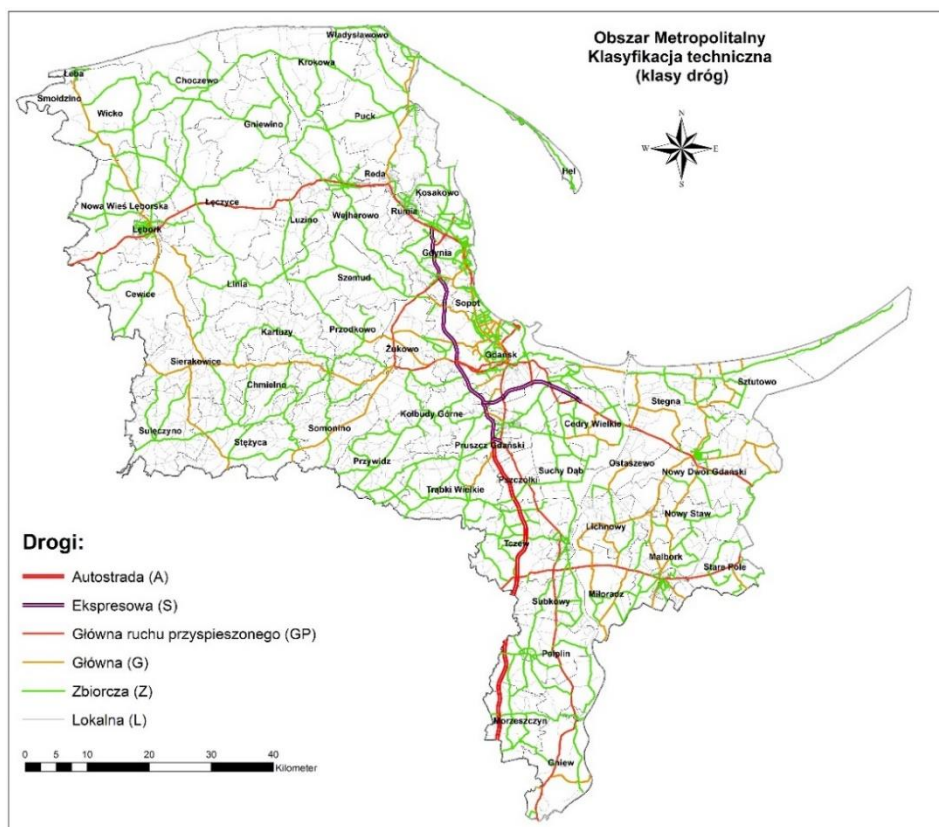 Obszar Metropolitalny
Klasyfikacja techniczna
(klasy dróg)
N
W
E
S
Władysławowo
Krokowa
Łeba
Choczewo
Smołdzino
Wicko
Gniewino
Puck
Hel
Reda
Kosakowo
Nowa Wieś Lęborska
Łęczyce
Rumia
Luzino
Wejherowo
Lębork
Gdynia
Szemud
Linia
Cewice
Sopot
Kartuzy
Przodkowo
Żukowo
Gdańsk
Sierakowice
Chmielno
Sztutowo
Stegna
Kolbudy Górne
Cedry Wielkie
Sulęczyno
Somonino
Stężyca
Pruszcz Gdański
Przywidz
Ostaszewo
Suchy Dąb
Nowy Dwór Gdański
Pszczółki
Trąbki Wielkie
Nowy Staw
Lichnowy
Tczew
Malbork
Stare Pole
Miłoradz
Subkowy
Pelplin
Morzeszczyn
Gniew
Drogi:
Autostrada (A)
Ekspresowa (S)
Główna ruchu przyspieszonego (GP)
Główna (G)
Zbiorcza (Z)
Lokalna (L)
0 5 10 20 30 40
Kilometer